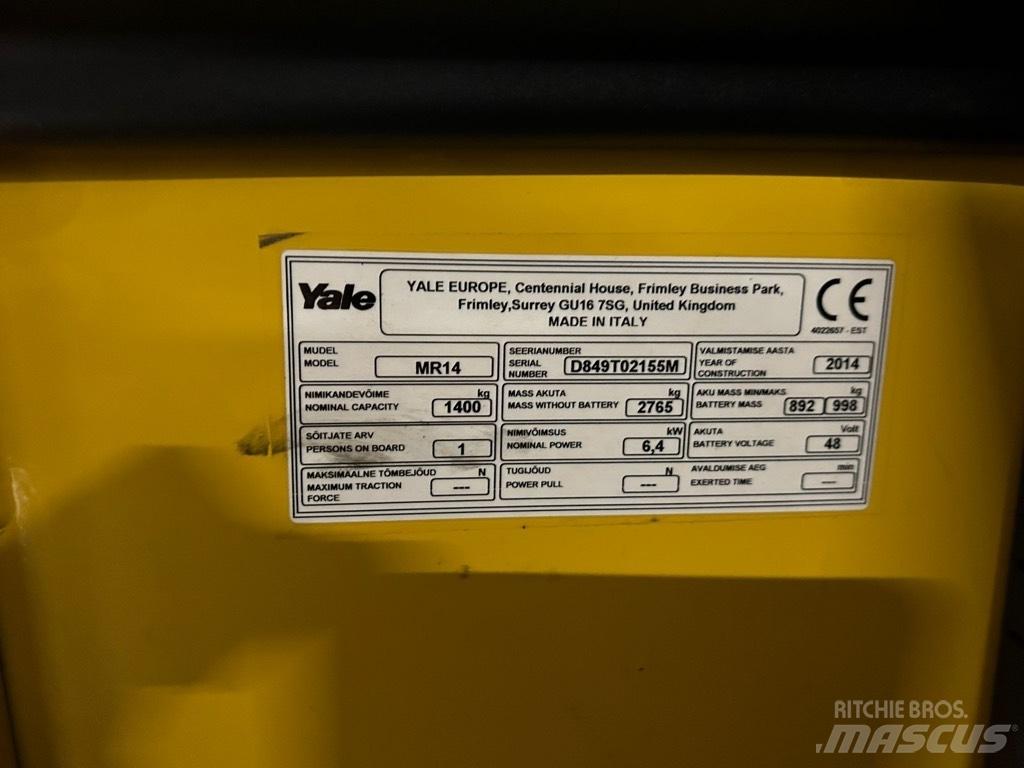 Yale
YALE EUROPE, Centennial House, Frimley Business Park,
Frimley,Surrey GU16 7SG, United Kingdom
MADE IN ITALY
CE
4022657 - EST
MUDEL
MODEL
MR14
SEERIANUMBER
SERIAL
NUMBER
D849T02155M
VALMISTAMISE AASTA
YEAR OF
CONSTRUCTION
2014
NIMIKANDEVÕIME kg
NOMINAL CAPACITY 1400
MASS AKUTA kg
MASS WITHOUT BATTERY 2765
AKU MASS MIN/MAKS kg
BATTERY MASS 892 998
SÕITJATE ARV
PERSONS ON BOARD 1
NIMIVÕIMSUS kW
NOMINAL POWER 6,4
AKUTA Volt
BATTERY VOLTAGE 48
MAKSIMAALNE TÕMBEJÕUD N
MAXIMUM TRACTION
FORCE
---
TUGIJÕUD N
POWER PULL ---
AVALDUMISE AEG min
EXERTED TIME ---
RITCHIE BROS.
MASCUS